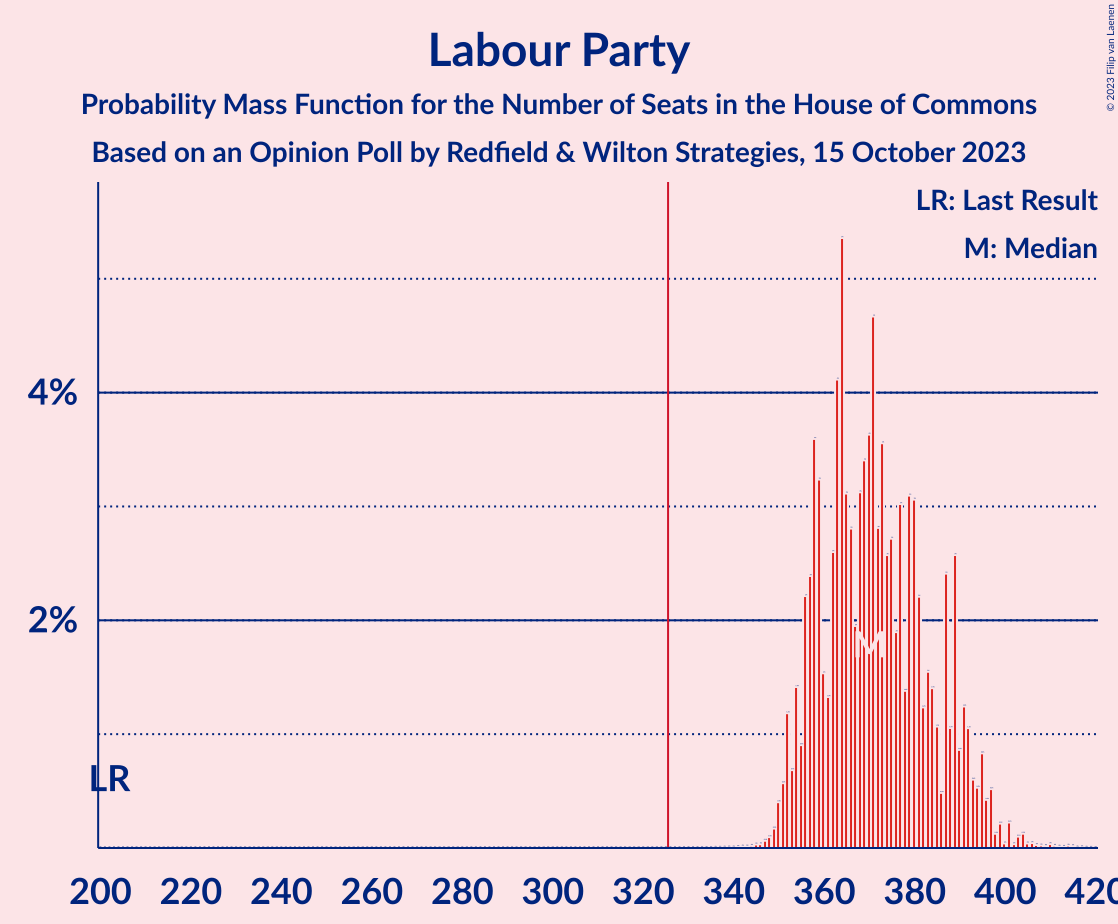 Labour Party
Probability Mass Function for the Number of Seats in the House of Commons
Based on an Opinion Poll by Redfield & Wilton Strategies, 15 October 2023
© 2023 Filip van Laenen
LR: Last Result
M: Median
4%
2%
LR
M
200 220 240 260 280 300 320 340 360 380 400 420